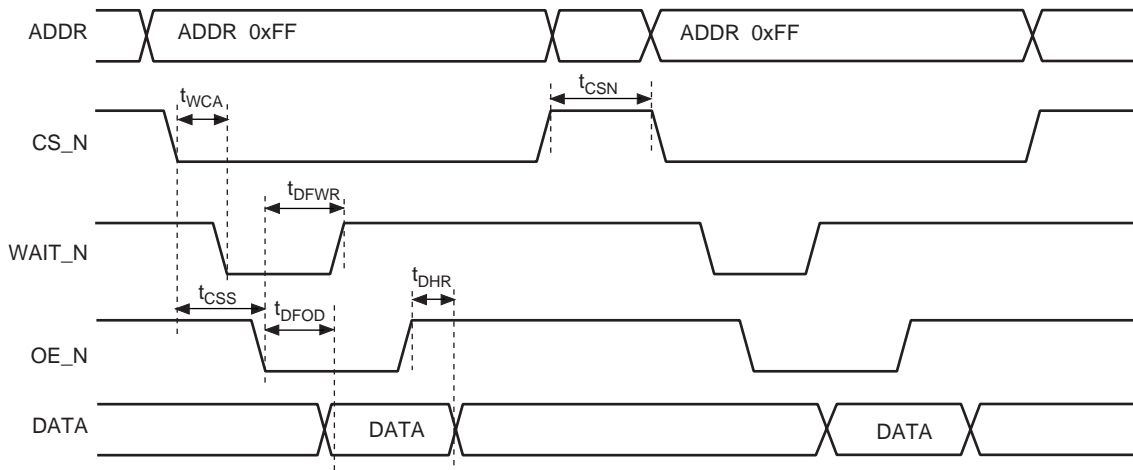 ADDR
ADDR 0xFF
ADDR 0xFF
tWCA
tCSN
CS_N
tDFWR
WAIT_N
tDHR
tCSS
tDFOD
OE_N
DATA
DATA
DATA